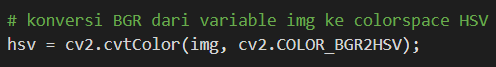 # konversi BGR dari variable img ke colorspace HSV
hsv = cv2.cvtColor(img, cv2.COLOR_BGR2HSV);